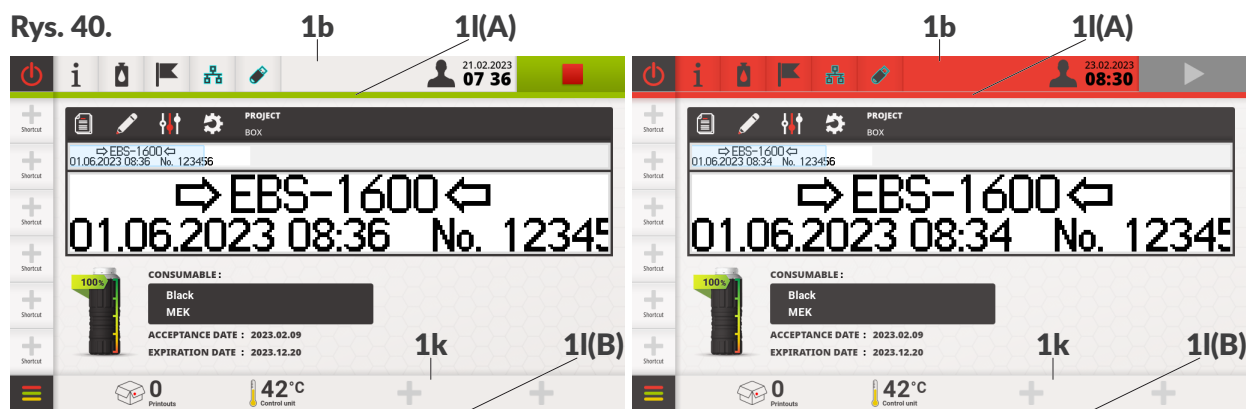 Rys. 40.
1b
1l(A)
21.02.2023
07 36
Shortcut
PROJECT
BOX
⇨EBS-1600⇦
01.06.2023 08:36 No. 123456
Shortcut
⇨EBS-1600⇦
Shortcut
01.06.2023 08:36 No. 12345
Shortcut
CONSUMABLE :
100%
Black
MEK
Shortcut
ACCEPTANCE DATE : 2023.02.09
EXPIRATION DATE : 2023.12.20
Shortcut
1k
1l(B)
0
Printouts
42°C
Control unit
1b
1l(A)
23.02.2023
08:30
Shortcut
PROJECT
BOX
⇨EBS-1600⇦
01.06.2023 08:34 No. 123456
Shortcut
⇨EBS-1600⇦
Shortcut
01.06.2023 08:34 No. 12345
Shortcut
CONSUMABLE :
100%
Black
MEK
Shortcut
ACCEPTANCE DATE : 2023.02.09
EXPIRATION DATE : 2023.12.20
Shortcut
1k
1l(B)
0
Printouts
42°C
Control unit